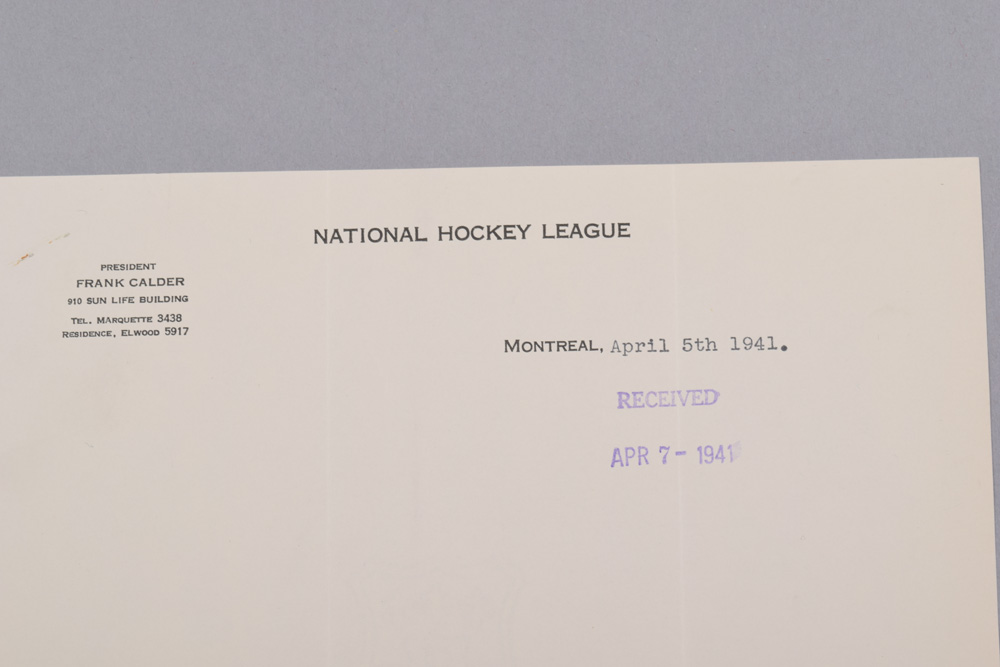 NATIONAL HOCKEY LEAGUE
PRESIDENT
FRANK CALDER
910 SUN LIFE BUILDING
TEL. MARQUETTE 3438
RESIDENCE, ELWOOD 5917
MONTREAL, April 5th 1941.
RECEIVED
APR 7- 1941